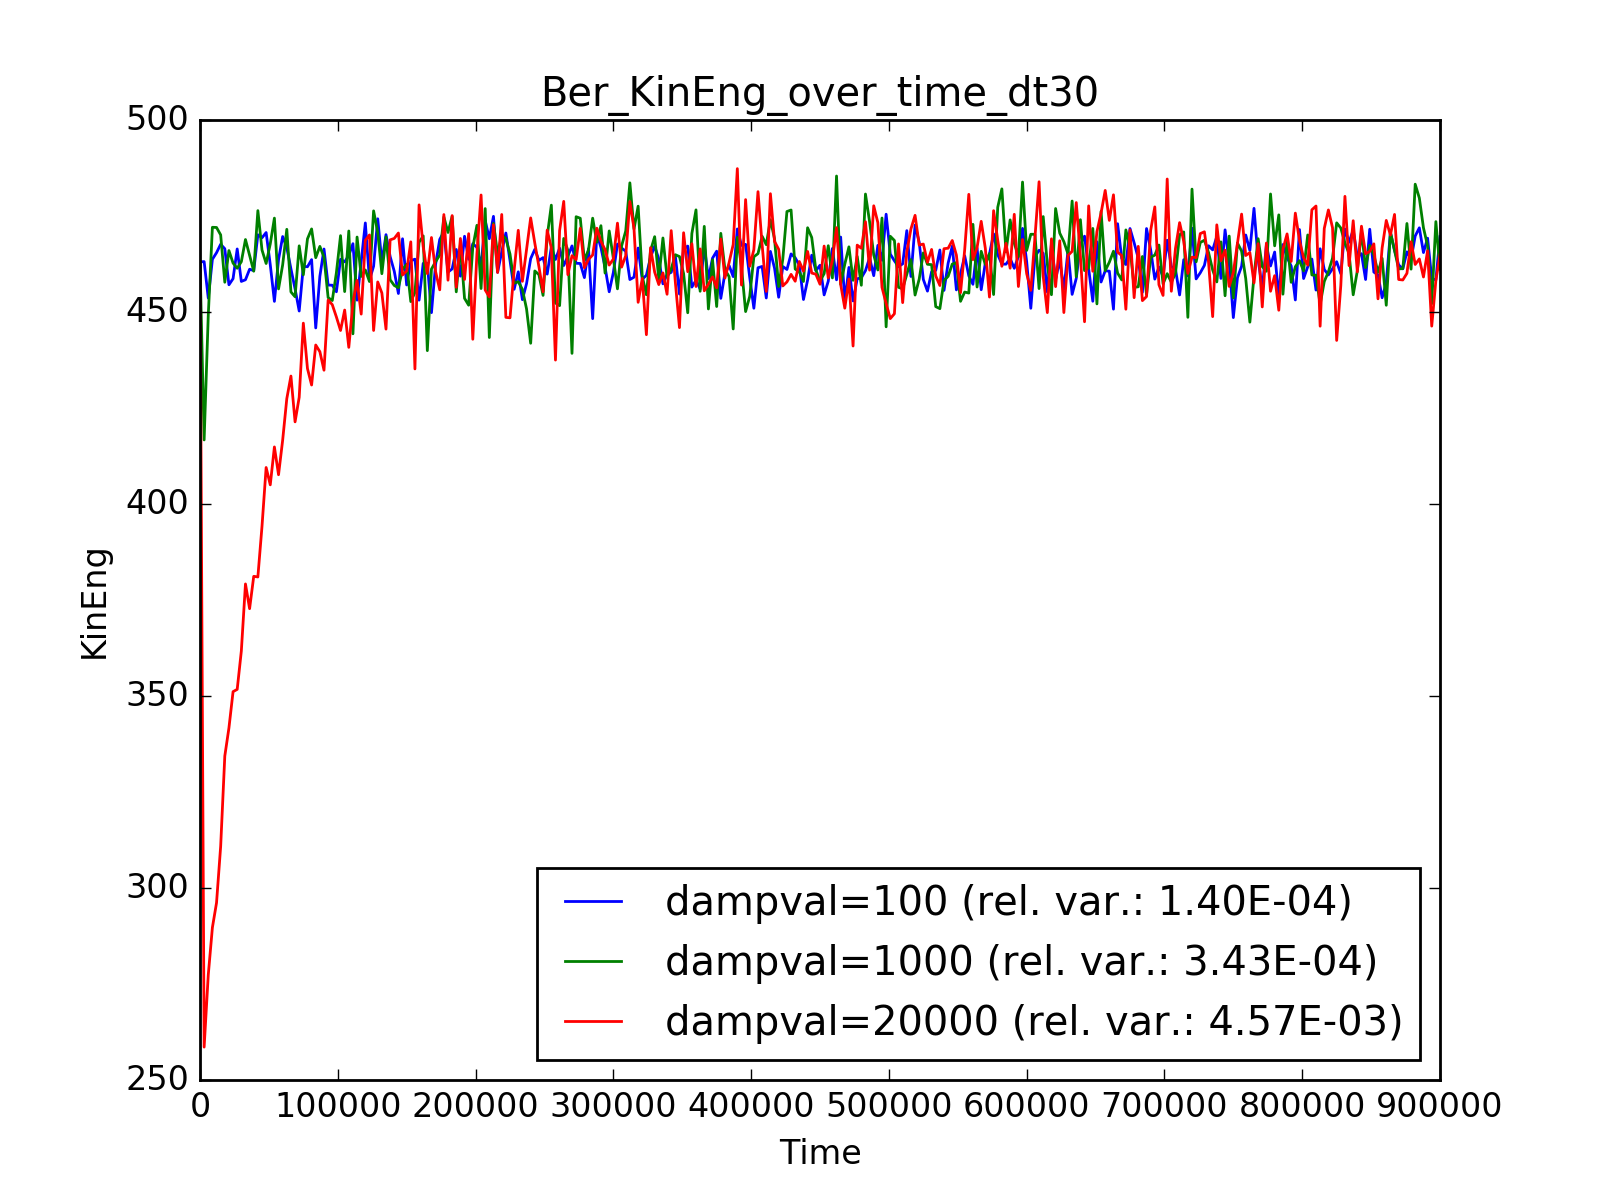 Ber_KinEng_over_time_dt30
500
450
400
350
300
250
KinEng
dampval=100 (rel. var.: 1.40E-04)
dampval=1000 (rel. var.: 3.43E-04)
dampval=20000 (rel. var.: 4.57E-03)
0 100000 200000 300000 400000 500000 600000 700000 800000 900000
Time